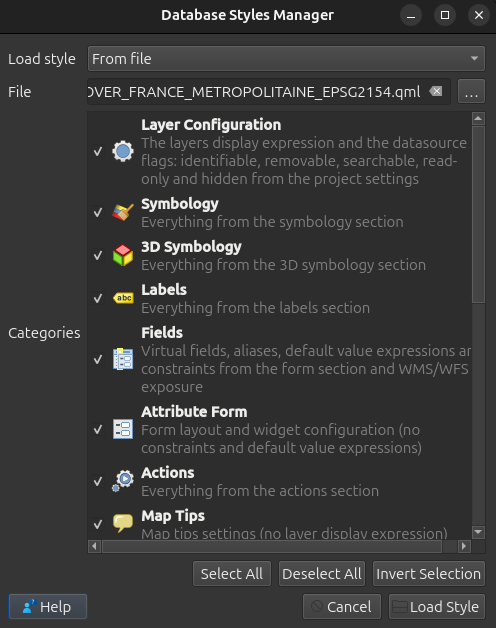 Database Styles Manager
Load style
From file
File
OVER_FRANCE_METROPOLITAINE_EPSG2154.qml
...
Categories
Layer Configuration
The layers display expression and the datasource
flags: identifiable, removable, searchable, read-
only and hidden from the project settings
Symbology
Everything from the symbology section
3D Symbology
Everything from the 3D symbology section
abc
Labels
Everything from the labels section
Fields
Virtual fields, aliases, default value expressions ar
constraints from the form section and WMS/WFS
exposure
Attribute Form
Form layout and widget configuration (no
constraints and default value expressions)
Actions
Everything from the actions section
Map Tips
Map tips settings (no layer display expression)
Select All
Deselect All
Invert Selection
Help
Cancel
Load Style